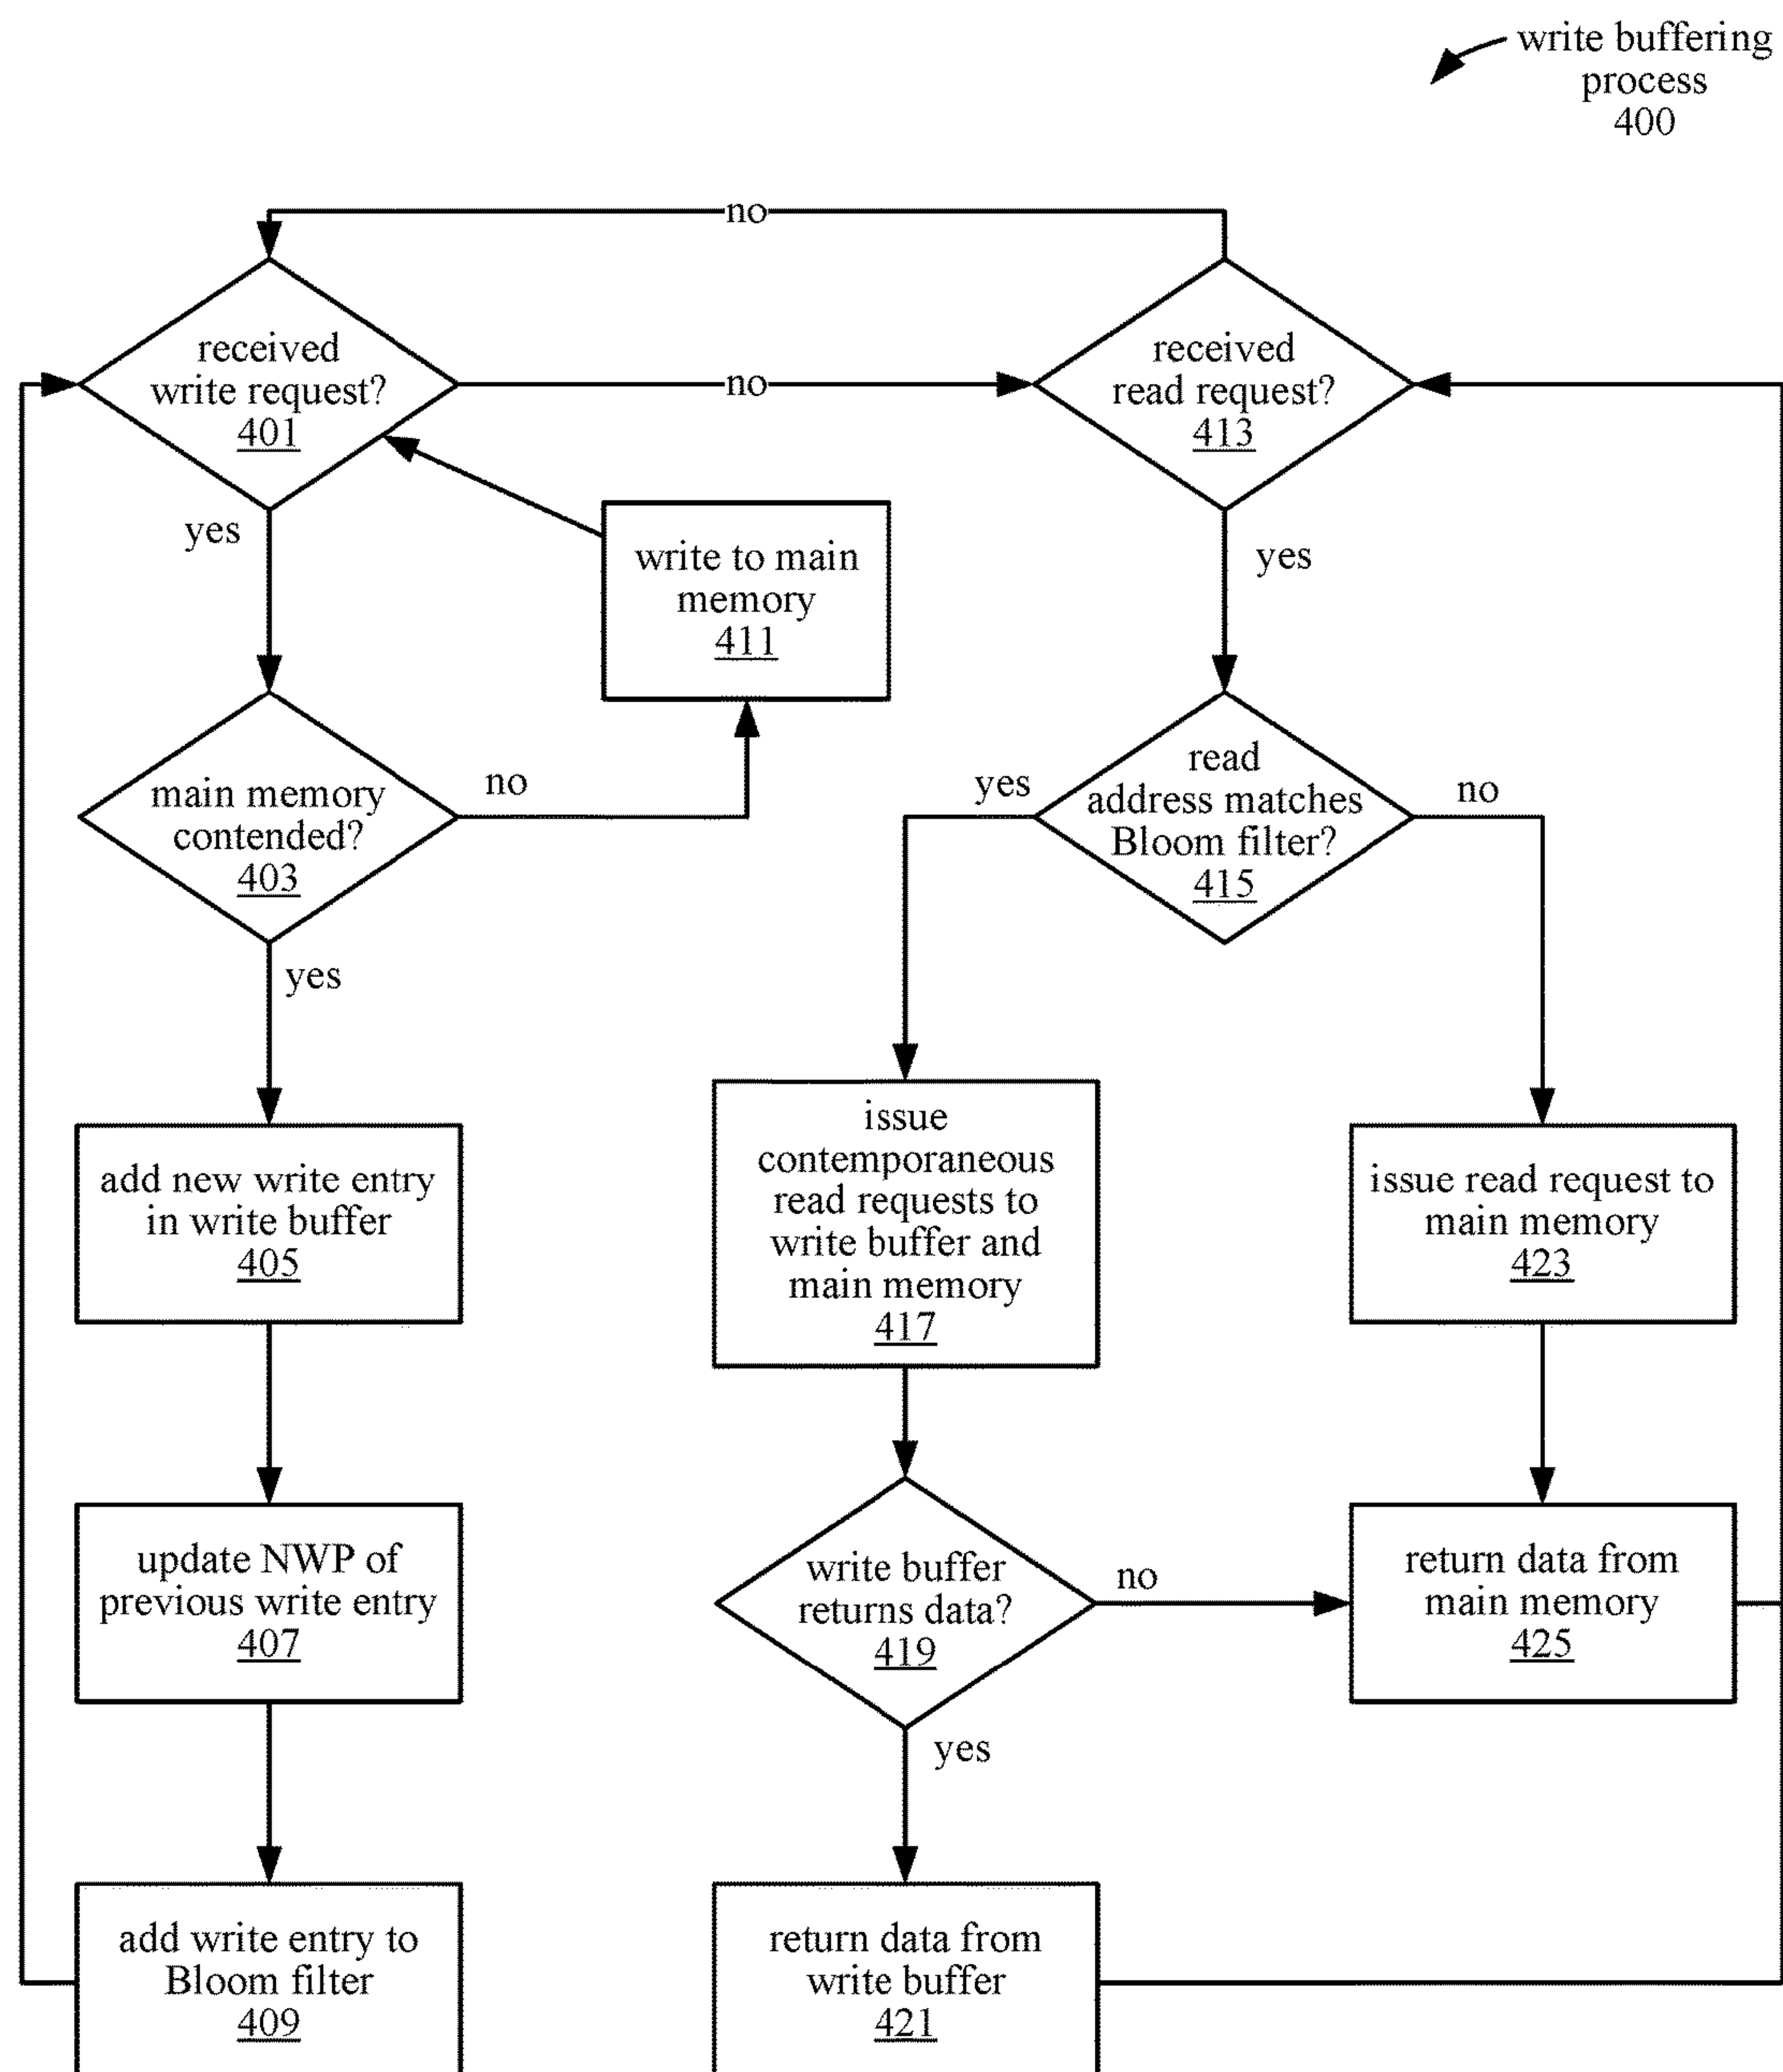 write buffering
process
400
no
received
write request?
401
no
received
read request?
413
yes
write to main
memory
411
yes
main memory
contended?
403
no
yes
read
address matches
Bloom filter?
415
no
yes
add new write entry
in write buffer
405
issue
contemporaneous
read requests to
write buffer and
main memory
417
issue read request to
main memory
423
update NWP of
previous write entry
407
write buffer
returns data?
419
no
return data from
main memory
425
yes
add write entry to
Bloom filter
409
return data from
write buffer
421